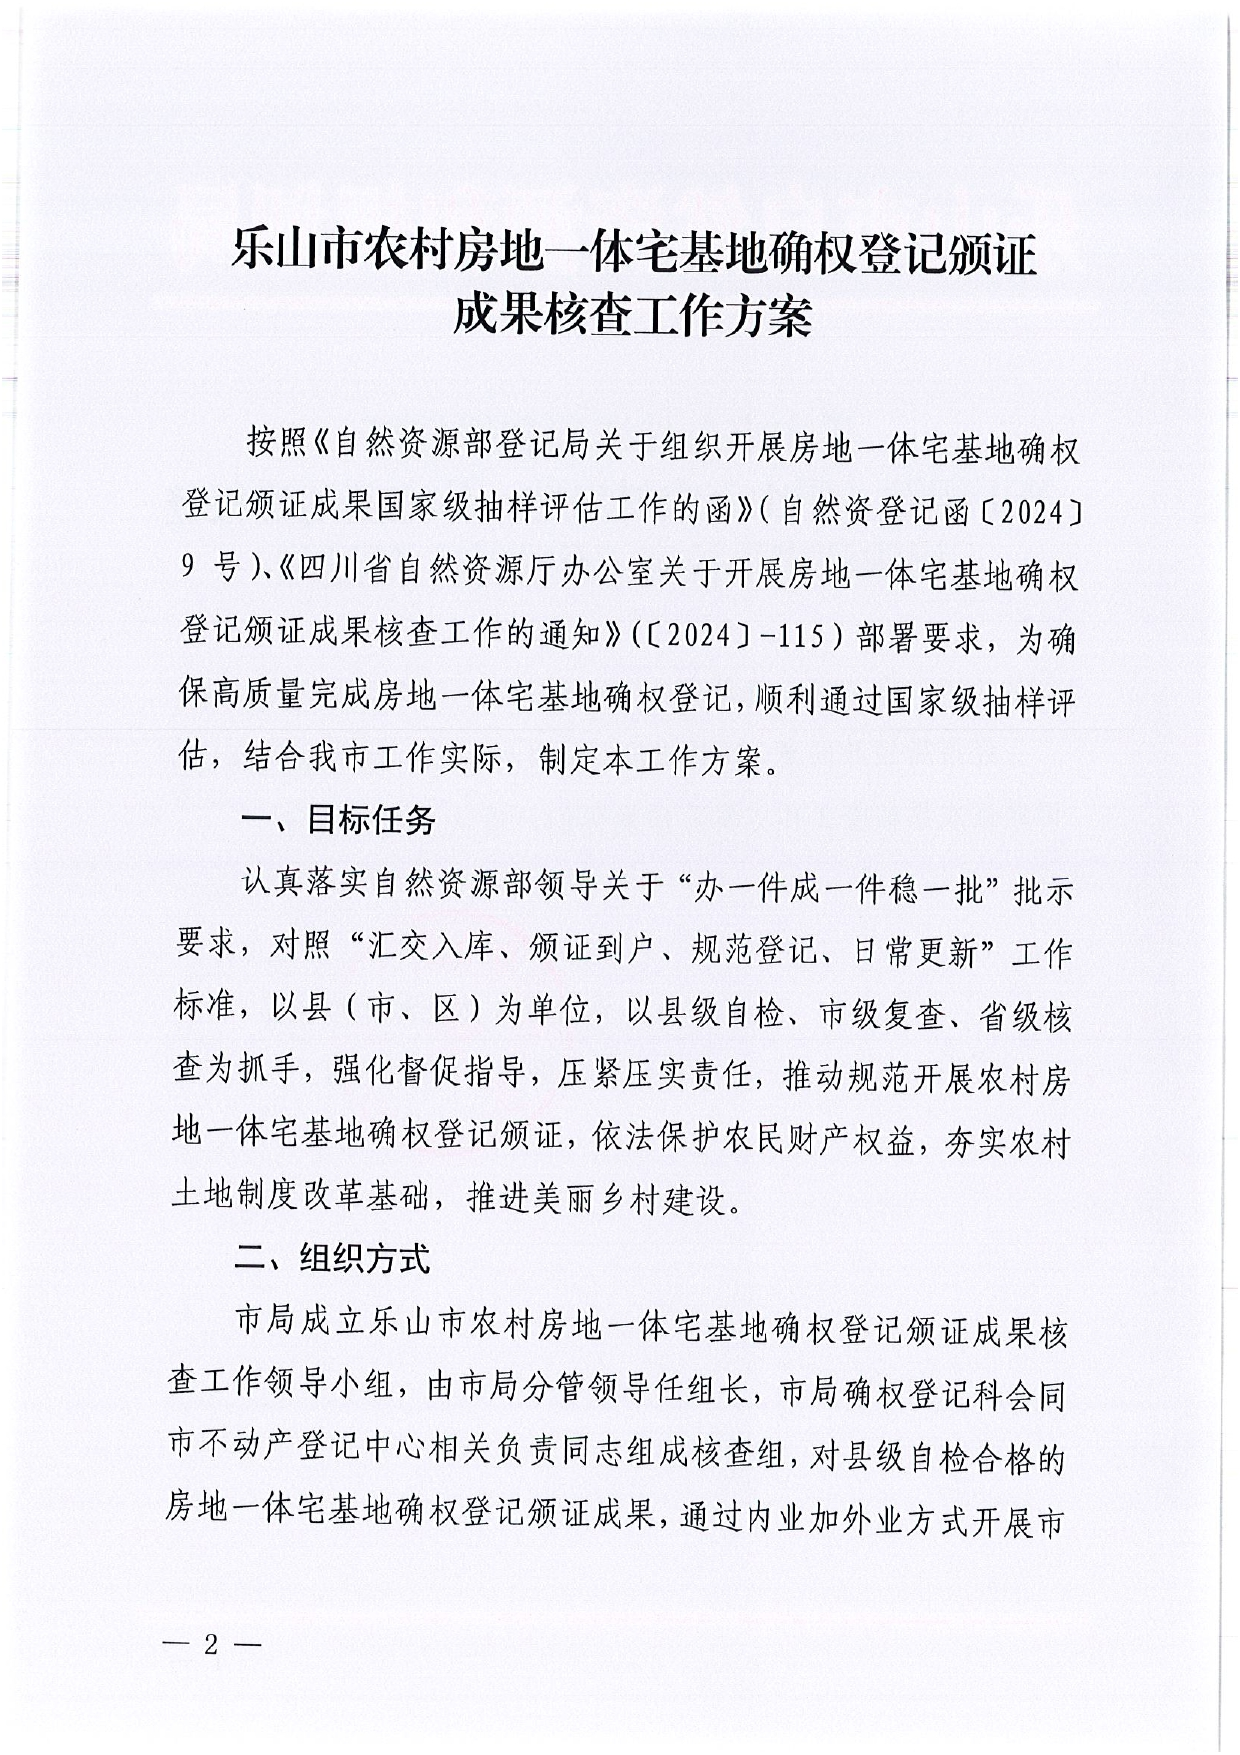 乐山市农村房地一体宅基地确权登记颁证
成果核查工作方案
按照《自然资源部登记局关于组织开展房地一体宅基地确权
登记颁证成果国家级抽样评估工作的函》（自然资登记函〔2024〕
9 号）、《四川省自然资源厅办公室关于开展房地一体宅基地确权
登记颁证成果核查工作的通知》（〔2024〕-115）部署要求，为确
保高质量完成房地一体宅基地确权登记，顺利通过国家级抽样评
估，结合我市工作实际，制定本工作方案。
一、目标任务
认真落实自然资源部领导关于“办一件成一件稳一批”批示
要求，对照“汇交入库、颁证到户、规范登记、日常更新”工作
标准，以县（市、区）为单位，以县级自检、市级复查、省级核
查为抓手，强化督促指导，压紧压实责任，推动规范开展农村房
地一体宅基地确权登记颁证，依法保护农民财产权益，夯实农村
土地制度改革基础，推进美丽乡村建设。
二、组织方式
市局成立乐山市农村房地一体宅基地确权登记颁证成果核
查工作领导小组，由市局分管领导任组长，市局确权登记科会同
市不动产登记中心相关负责同志组成核查组，对县级自检合格的
房地一体宅基地确权登记颁证成果，通过内业加外业方式开展市
— 2 —